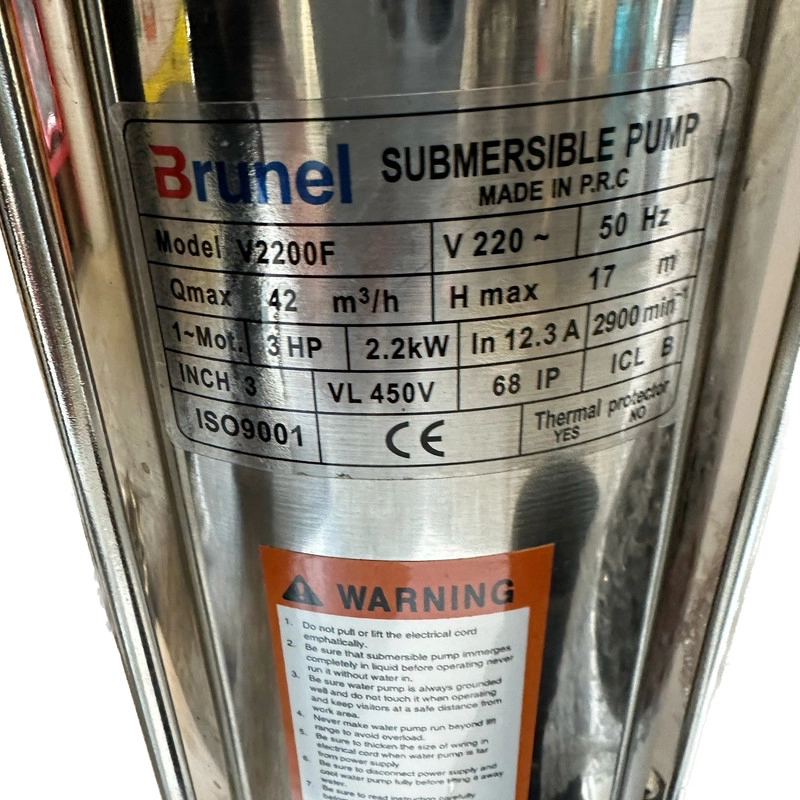 Brunel SUBMERSIBLE PUMP
MADE IN P.R.C
Model V2200F V 220 ~ 50 Hz
Qmax 42 m³/h H max 17 m
1~Mot. 3 HP 2.2kW In 12.3 A 2900 min⁻¹
INCH 3 VL 450V 68 IP ICL B
ISO9001 CE Thermal protector
YES NO
WARNING
1. Do not pull or lift the electrical cord
emphatically.
2. Be sure that submersible pump immerges
completely in liquid before operating never
run it without water in.
3. Be sure water pump is always grounded
well and do not touch it when operating
and keep visitors at a safe distance from
work area.
4. Never make water pump run beyond lift
range to avoid overload.
5. Be sure to thicken the size of wiring in
electrical cord when water pump is far
from power supply
6. Be sure to disconnect power supply and
cool water pump fully before lifting it away
water.
7. Be sure to read instruction carefully